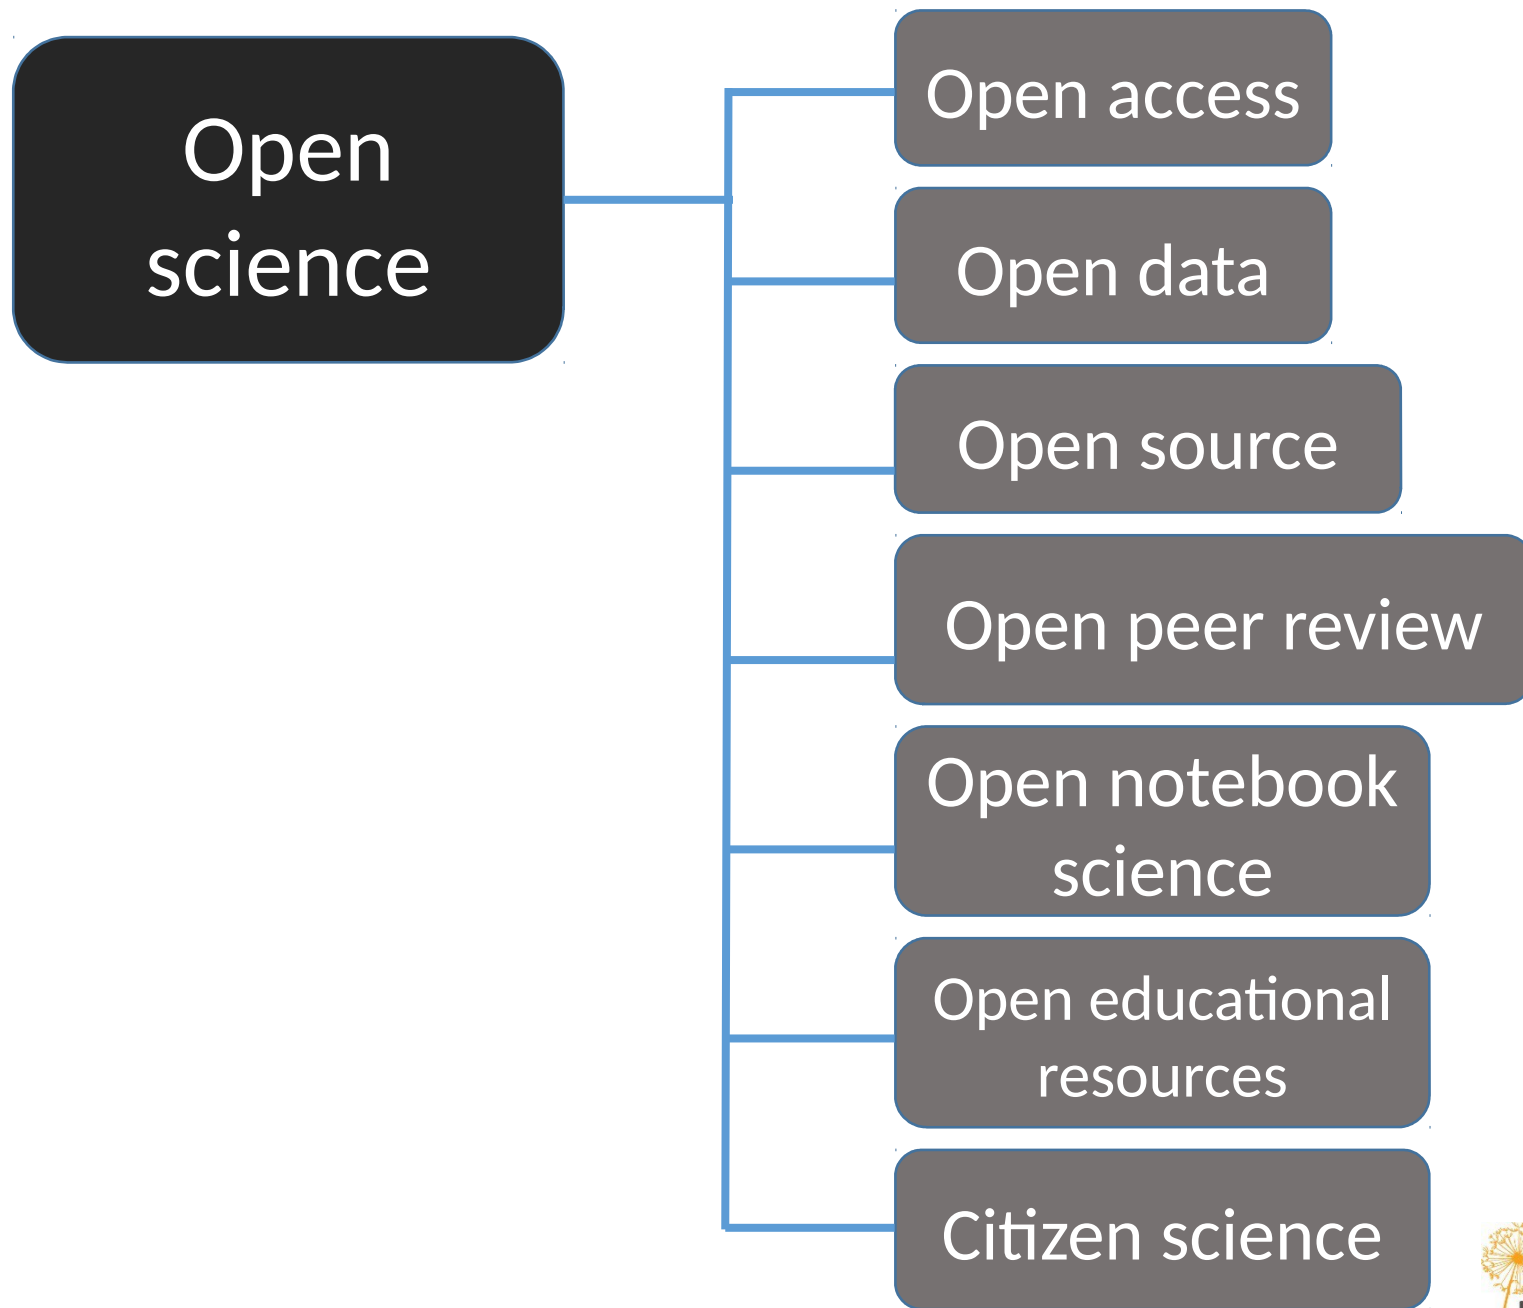 Open
science
Open access
Open data
Open source
Open peer review
Open notebook
science
Open educational
resources
Citizen science